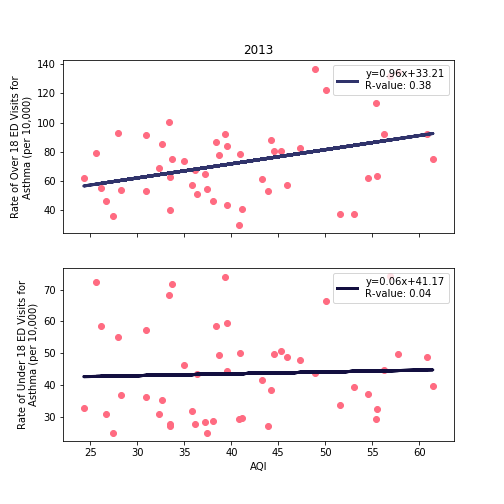 2013
Rate of Over 18 ED Visits for
Asthma (per 10,000)
140
120
100
80
60
40
y=0.96x+33.21
R-value: 0.38
Rate of Under 18 ED Visits for
Asthma (per 10,000)
70
60
50
40
30
y=0.06x+41.17
R-value: 0.04
25 30 35 40 45 50 55 60
AQI